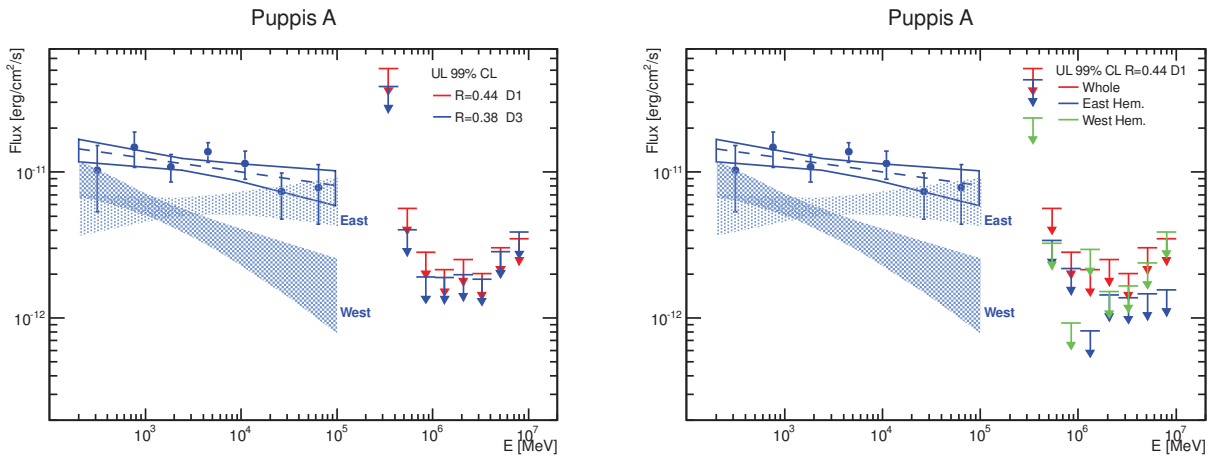 Puppis A
Flux [erg/cm²/s]
10⁻¹¹
10⁻¹²
UL 99% CL
R=0.44 D1
R=0.38 D3
East
West
10³ 10⁴ 10⁵ 10⁶ 10⁷
E [MeV]
Puppis A
Flux [erg/cm²/s]
10⁻¹¹
10⁻¹²
UL 99% CL R=0.44 D1
Whole
East Hem.
West Hem.
East
West
10³ 10⁴ 10⁵ 10⁶ 10⁷
E [MeV]